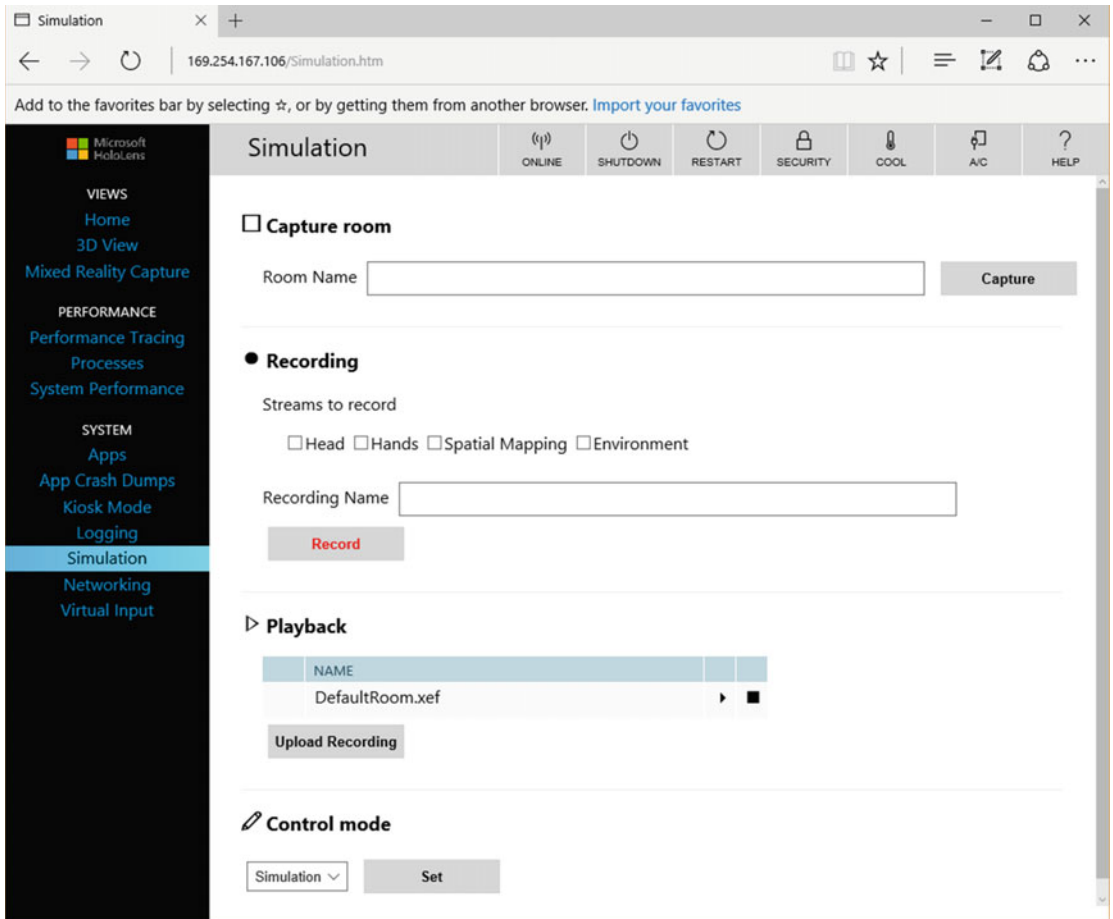 Simulation
169.254.167.106/Simulation.htm
Add to the favorites bar by selecting ☆, or by getting them from another browser. Import your favorites
Microsoft
HoloLens
VIEWS
Home
3D View
Mixed Reality Capture
PERFORMANCE
Performance Tracing
Processes
System Performance
SYSTEM
Apps
App Crash Dumps
Kiosk Mode
Logging
Simulation
Networking
Virtual Input
Simulation
ONLINE
SHUTDOWN
RESTART
SECURITY
COOL
A/C
HELP
Capture room
Room Name
Capture
Recording
Streams to record
Head Hands Spatial Mapping Environment
Recording Name
Record
Playback
NAME
DefaultRoom.xef
Upload Recording
Control mode
Simulation
Set